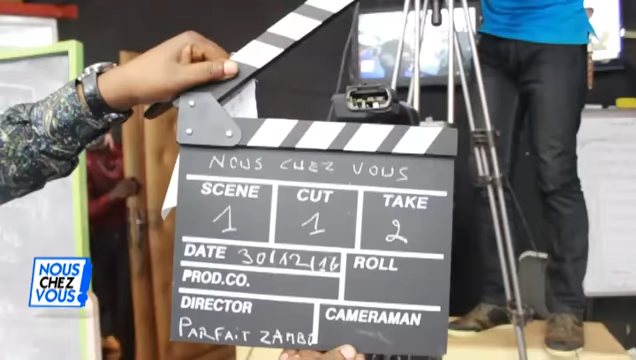 NOUS CHEZ VOUS
SCENE CUT TAKE
1 1 2
DATE 30/12/16 ROLL
PROD.CO.
DIRECTOR CAMERAMAN
PARFAIT ZAMBO
NOUS
CHEZ
VOUS